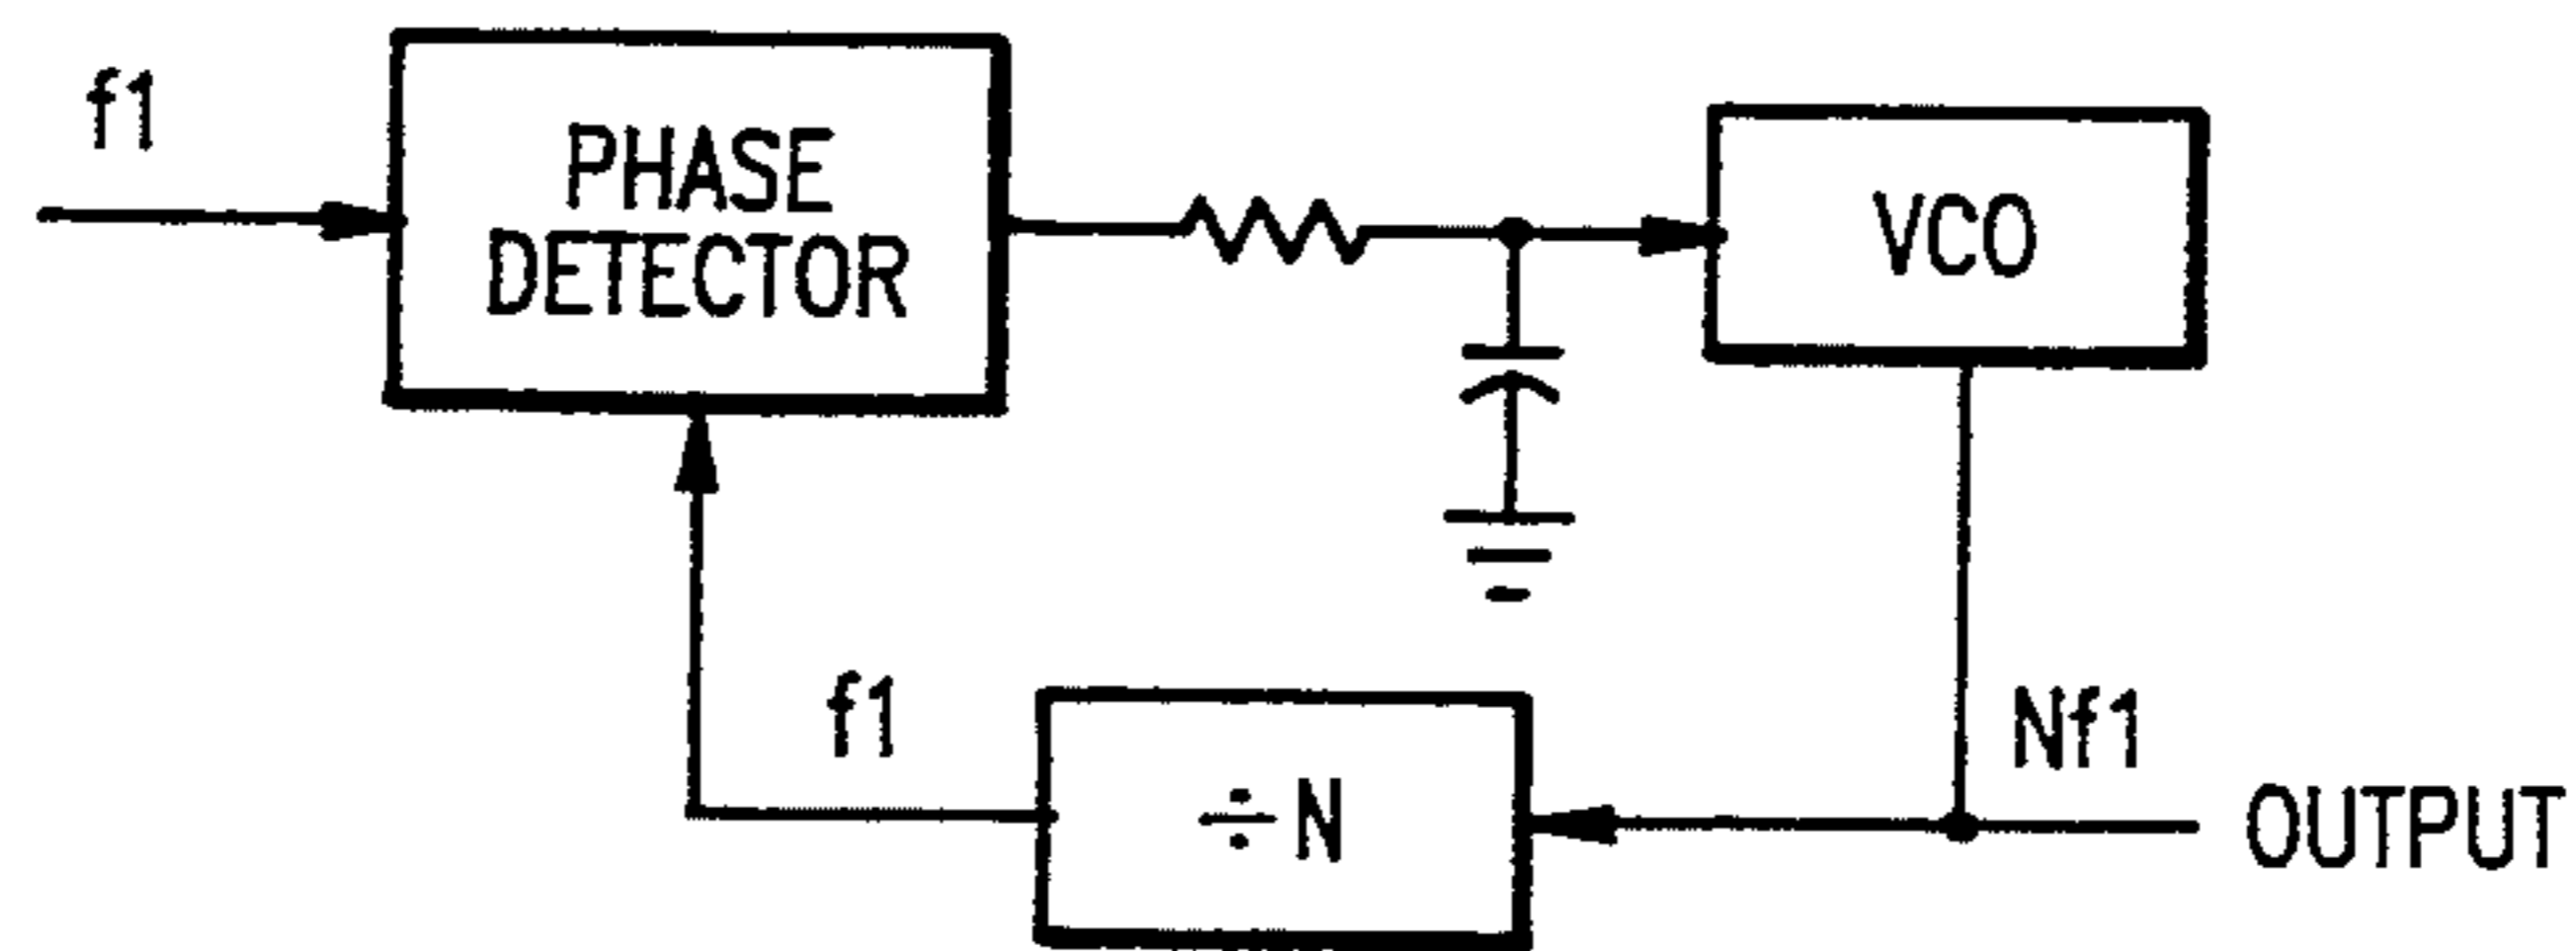 f1
PHASE
DETECTOR
VCO
f1
÷ N
Nf1
OUTPUT